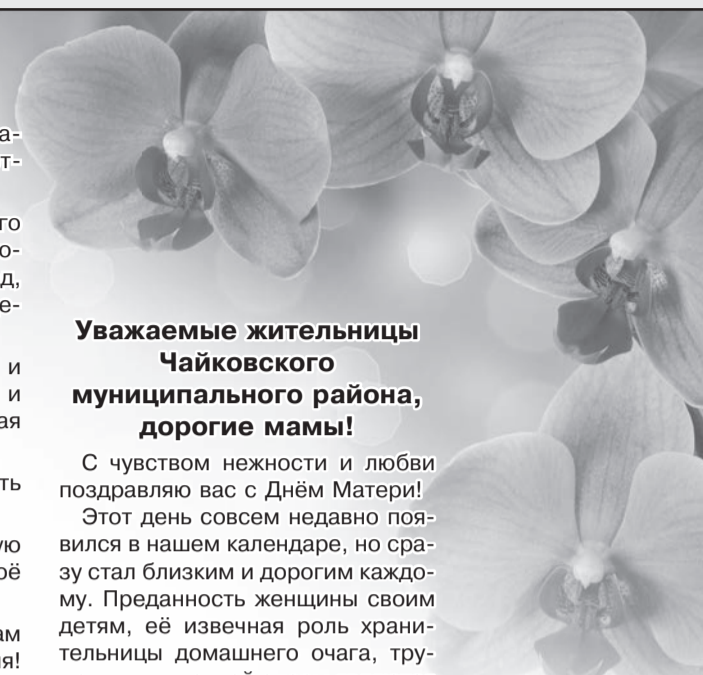 Уважаемые жительницы
Чайковского
муниципального района,
дорогие мамы!
С чувством нежности и любви
поздравляю вас с Днём Матери!
Этот день совсем недавно поя-
вился в нашем календаре, но сра-
зу стал близким и дорогим каждо-
му. Преданность женщины своим
детям, её извечная роль храни-
тельницы домашнего очага, тру-